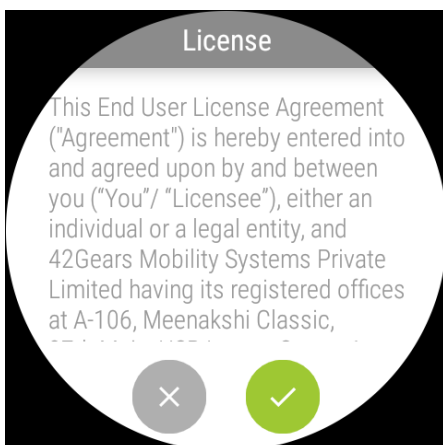 License
This End User License Agreement
("Agreement") is hereby entered into
and agreed upon by and between
you (“You”/ “Licensee”), either an
individual or a legal entity, and
42Gears Mobility Systems Private
Limited having its registered offices
at A-106, Meenakshi Classic,